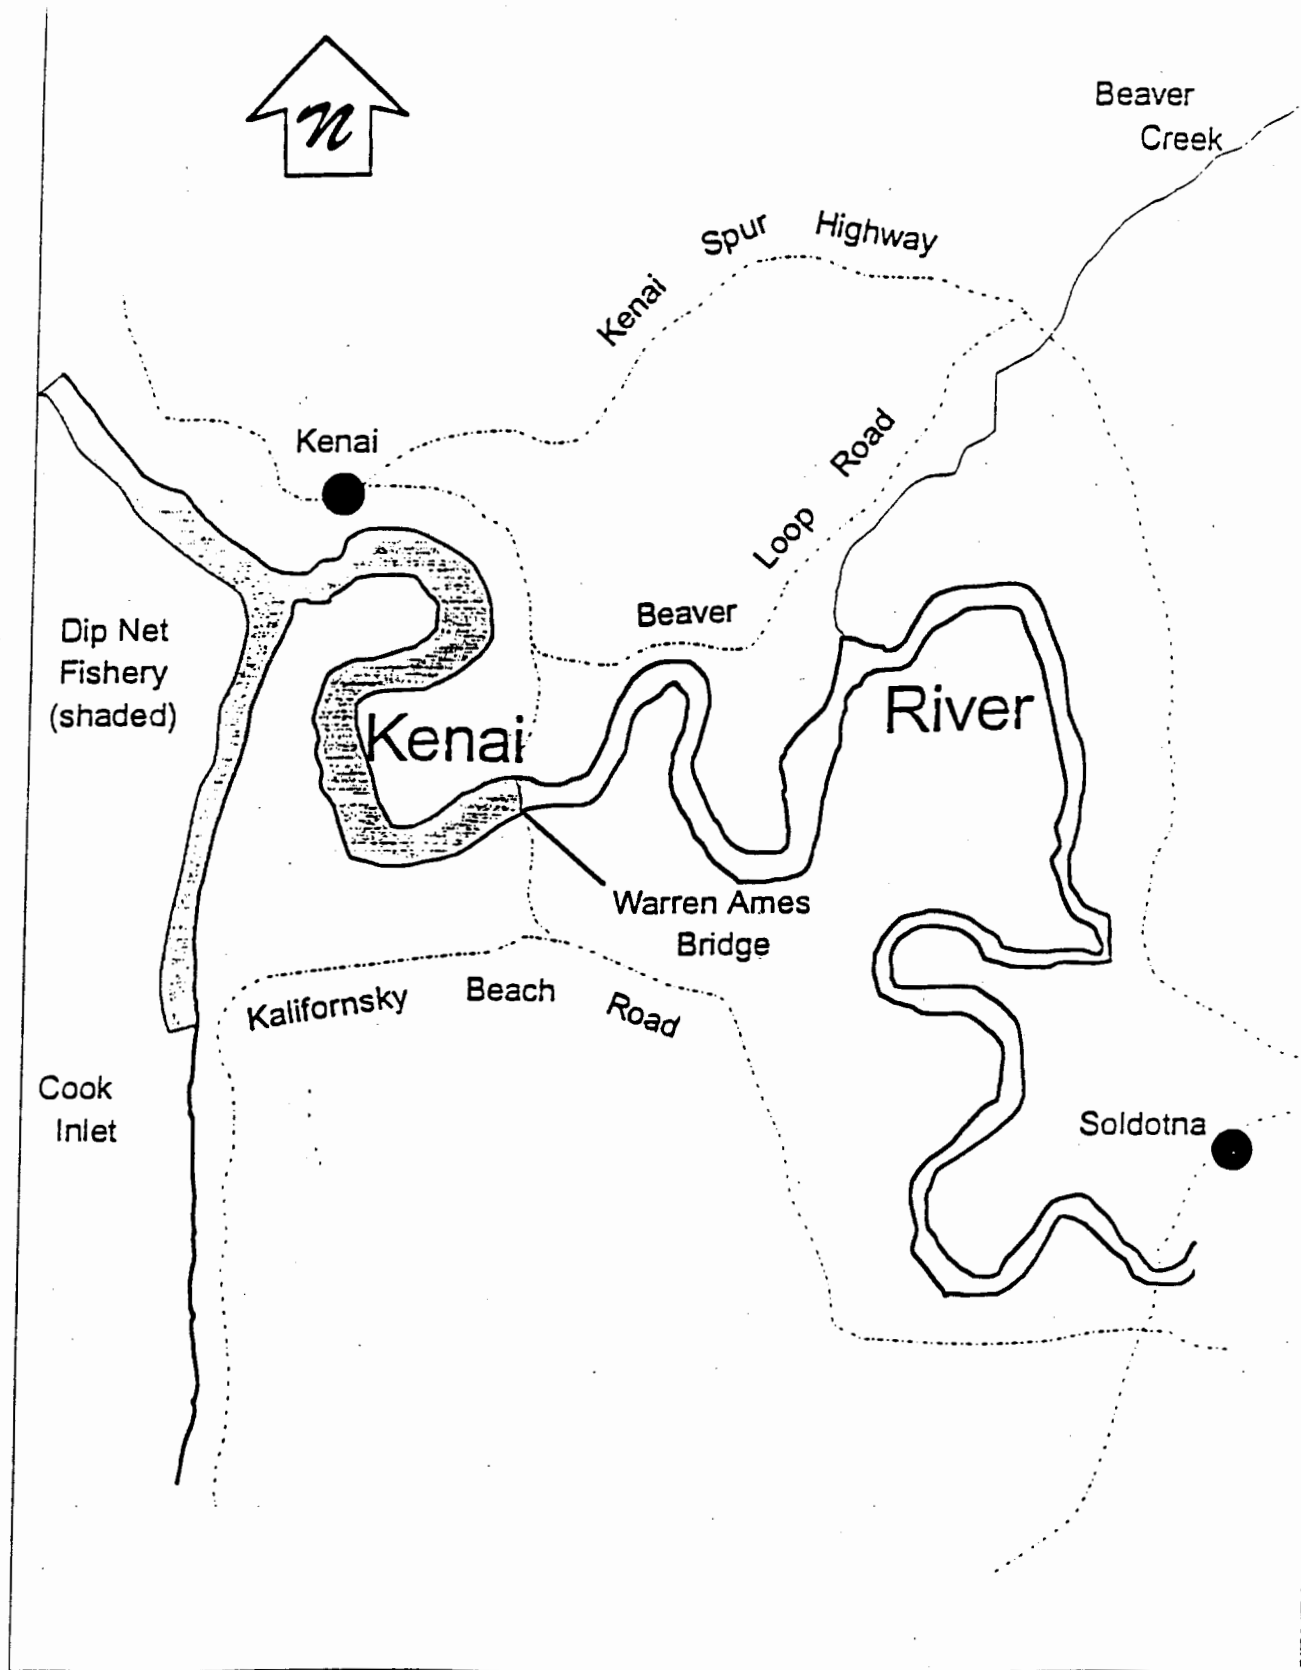 N
Beaver
Creek
Kenai Spur Highway
Kenai
Loop Road
Beaver
Dip Net
Fishery
(shaded)
Kenai River
Warren Ames
Bridge
Kalifornsky Beach Road
Cook
Inlet
Soldotna